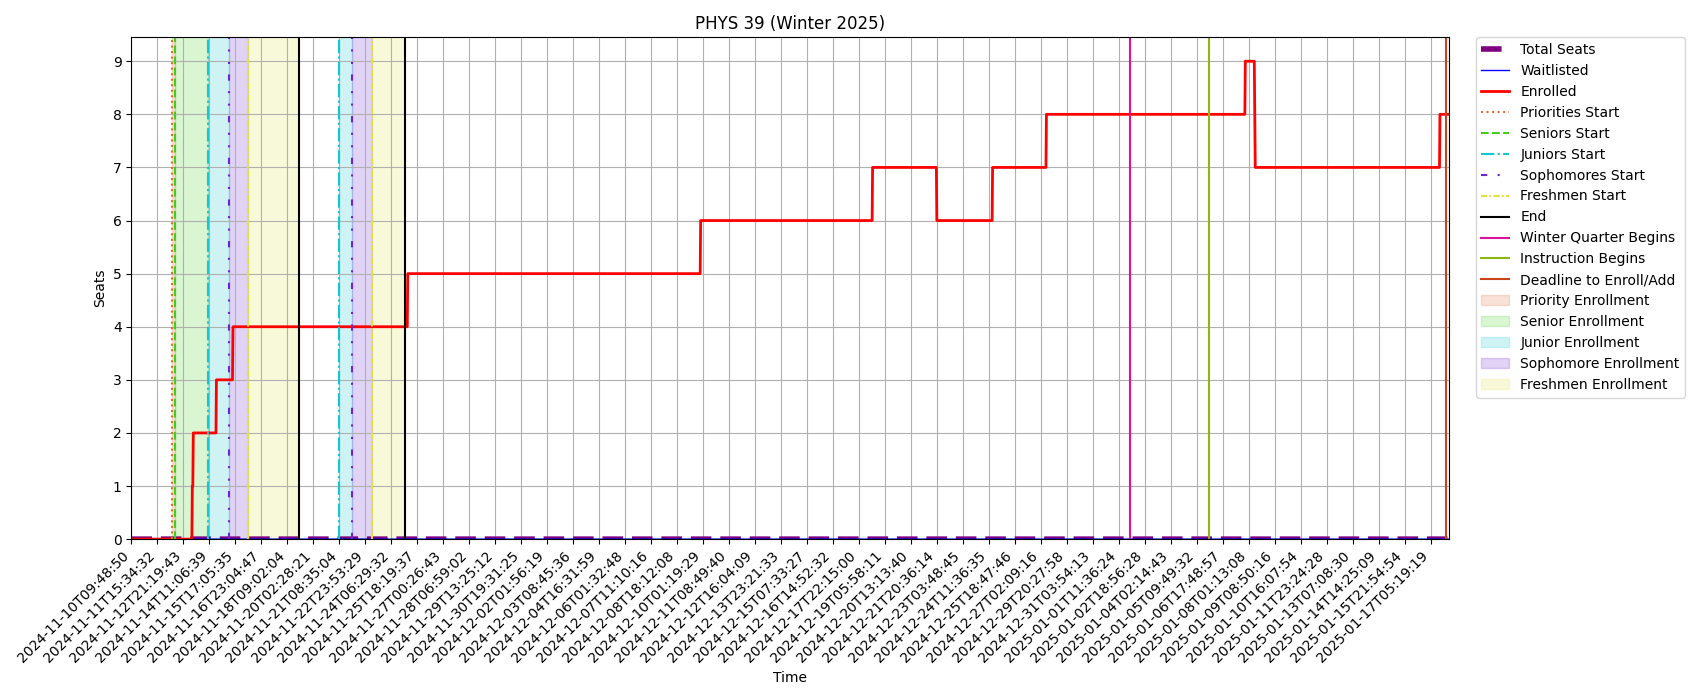 PHYS 39 (Winter 2025)
Seats
9
8
7
6
5
4
3
2
1
0
2024-11-10T09:48:50
2024-11-11T15:34:32
2024-11-12T21:19:43
2024-11-14T11:06:39
2024-11-15T17:05:35
2024-11-16T23:04:47
2024-11-18T09:02:04
2024-11-20T02:28:21
2024-11-21T08:35:04
2024-11-22T23:53:29
2024-11-24T06:29:32
2024-11-25T18:19:37
2024-11-27T00:26:43
2024-11-28T06:59:02
2024-11-29T13:25:12
2024-11-30T19:31:25
2024-12-02T01:56:19
2024-12-03T08:45:36
2024-12-04T16:31:59
2024-12-06T01:32:48
2024-12-07T11:10:16
2024-12-08T18:12:08
2024-12-10T01:19:29
2024-12-11T08:49:40
2024-12-12T16:04:09
2024-12-13T23:21:33
2024-12-15T07:33:27
2024-12-16T14:52:32
2024-12-17T22:15:00
2024-12-19T05:58:11
2024-12-20T13:13:40
2024-12-21T20:36:14
2024-12-23T03:48:45
2024-12-24T11:36:35
2024-12-25T18:47:46
2024-12-27T02:09:16
2024-12-29T20:27:58
2024-12-31T03:54:13
2025-01-01T11:36:24
2025-01-02T18:56:28
2025-01-04T02:14:43
2025-01-05T09:49:32
2025-01-06T17:48:57
2025-01-08T01:13:08
2025-01-09T08:50:16
2025-01-10T16:07:54
2025-01-11T23:24:28
2025-01-13T07:08:30
2025-01-14T14:25:09
2025-01-15T21:54:54
2025-01-17T05:19:19
Time
Total Seats
Waitlisted
Enrolled
Priorities Start
Seniors Start
Juniors Start
Sophomores Start
Freshmen Start
End
Winter Quarter Begins
Instruction Begins
Deadline to Enroll/Add
Priority Enrollment
Senior Enrollment
Junior Enrollment
Sophomore Enrollment
Freshmen Enrollment